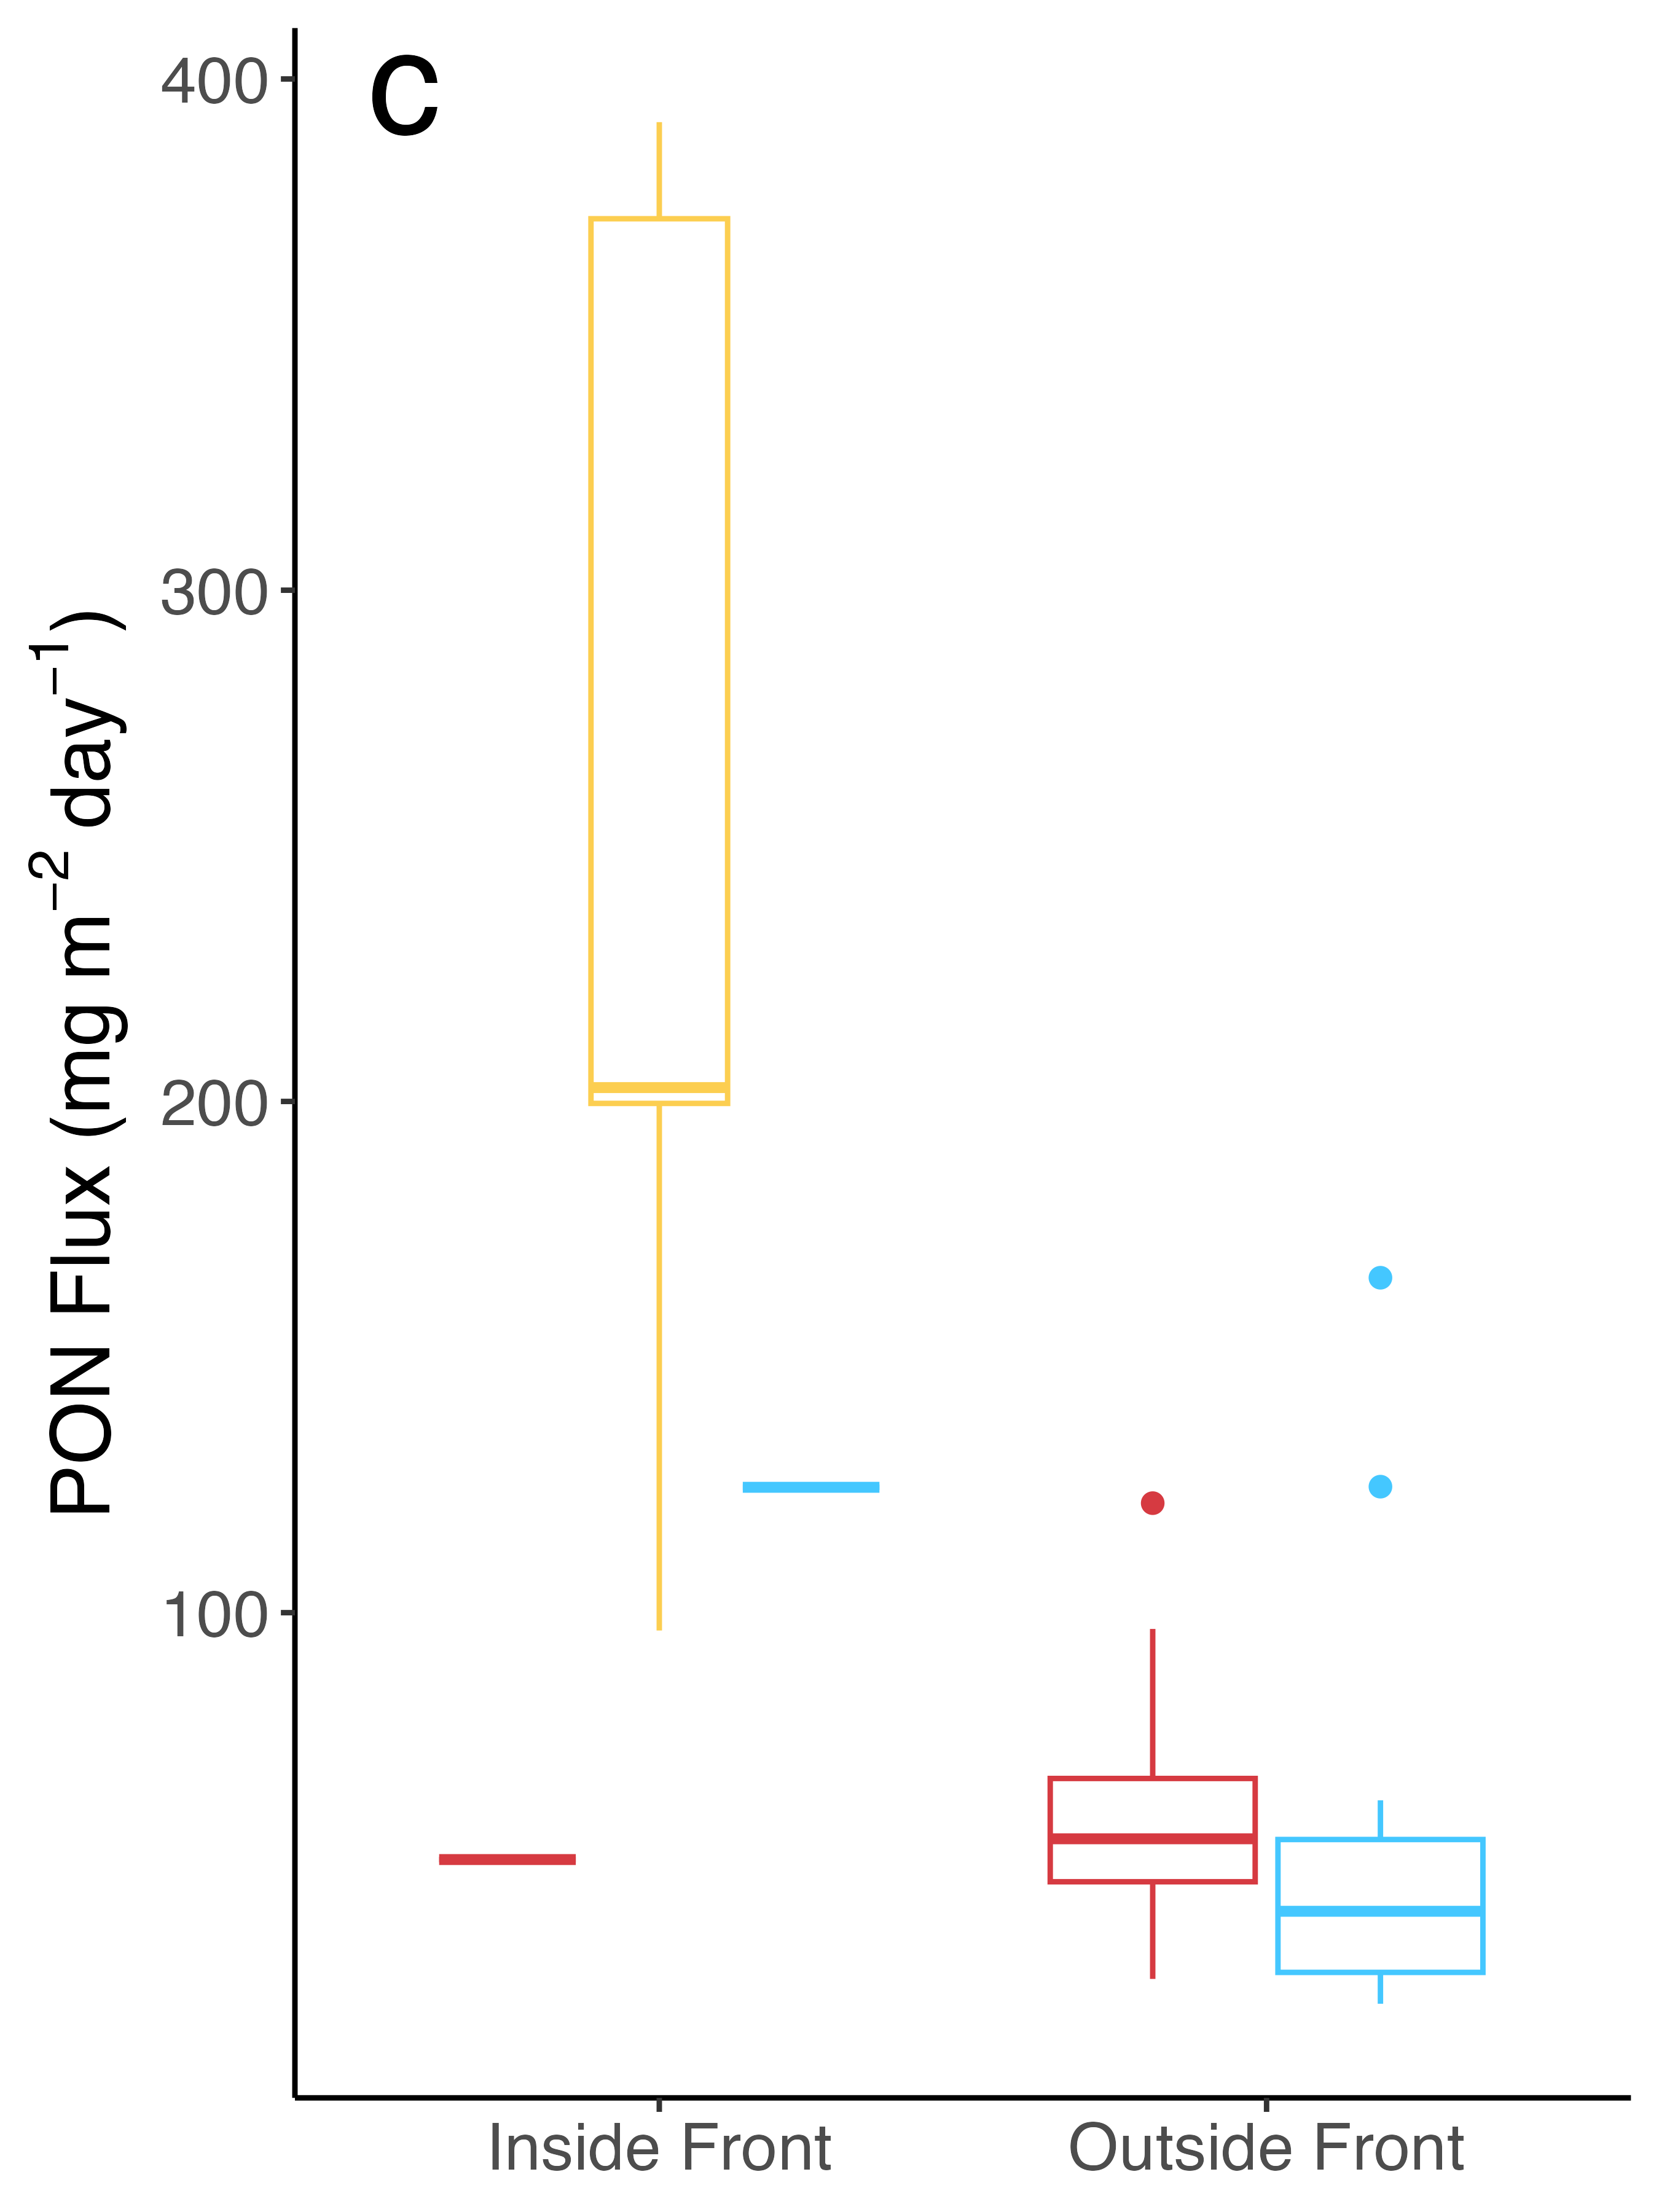 C
400
300
200
100
PON Flux (mg m⁻² day⁻¹)
Inside Front
Outside Front